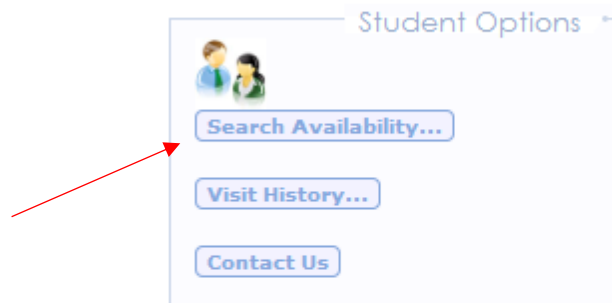 Student Options
Search Availability...
Visit History...
Contact Us